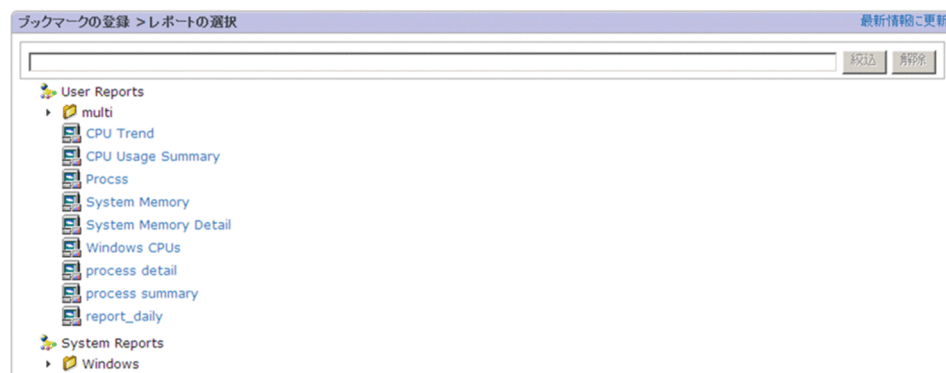 ブックマークの登録 >レポートの選択
最新情報に更新
絞込 解除
User Reports
multi
CPU Trend
CPU Usage Summary
Procss
System Memory
System Memory Detail
Windows CPUs
process detail
process summary
report_daily
System Reports
Windows